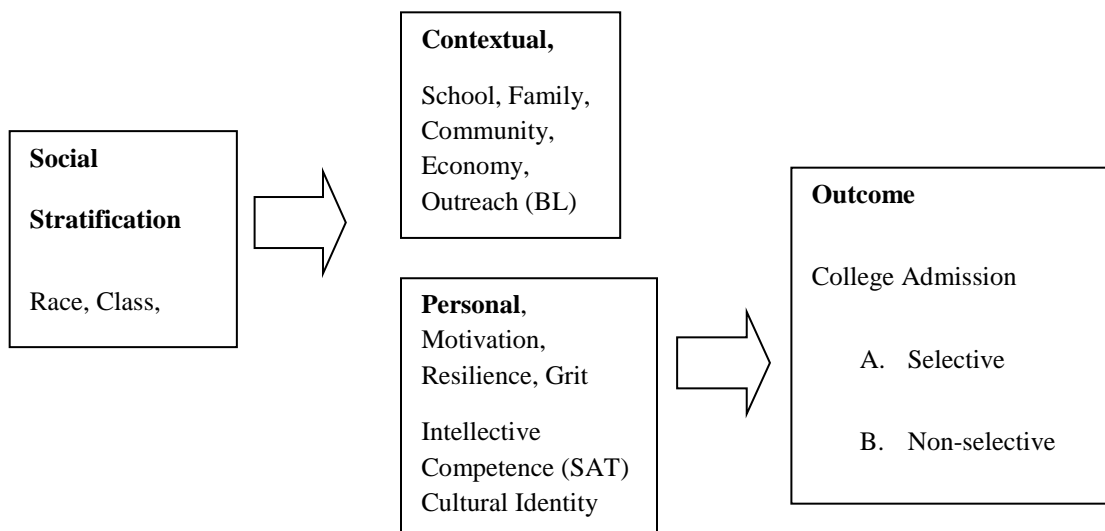 Social
Stratification
Race, Class,
Contextual,
School, Family,
Community,
Economy,
Outreach (BL)
Personal,
Motivation,
Resilience, Grit
Intellective
Competence (SAT)
Cultural Identity
Outcome
College Admission
A. Selective
B. Non-selective